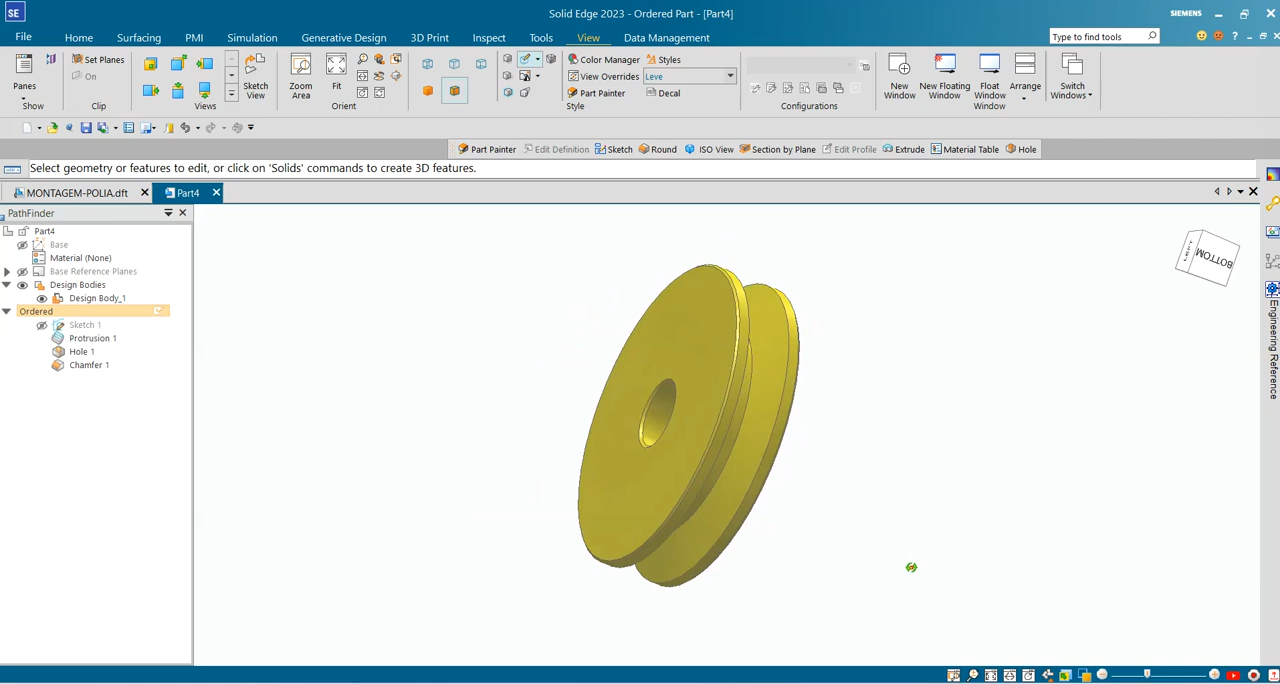 SE
Solid Edge 2023 - Ordered Part - [Part4]
SIEMENS
File Home Surfacing PMI Simulation Generative Design 3D Print Inspect Tools View Data Management
Type to find tools
Panes
Show
Set Planes
On
Clip
Views
Sketch View
Zoom Area
Fit
Orient
Color Manager
Styles
View Overrides
Leve
Part Painter
Decal
Style
Configurations
New Window
New Floating Window
Float Window
Arrange
Window
Switch Windows
Part Painter Edit Definition Sketch Round ISO View Section by Plane Edit Profile Extrude Material Table Hole
Select geometry or features to edit, or click on 'Solids' commands to create 3D features.
MONTAGEM-POLIA.dft Part4
PathFinder
Part4
Base
Material (None)
Base Reference Planes
Design Bodies
Design Body_1
Ordered
Sketch 1
Protrusion 1
Hole 1
Chamfer 1
LEFT
BOTTOM
Engineering Reference